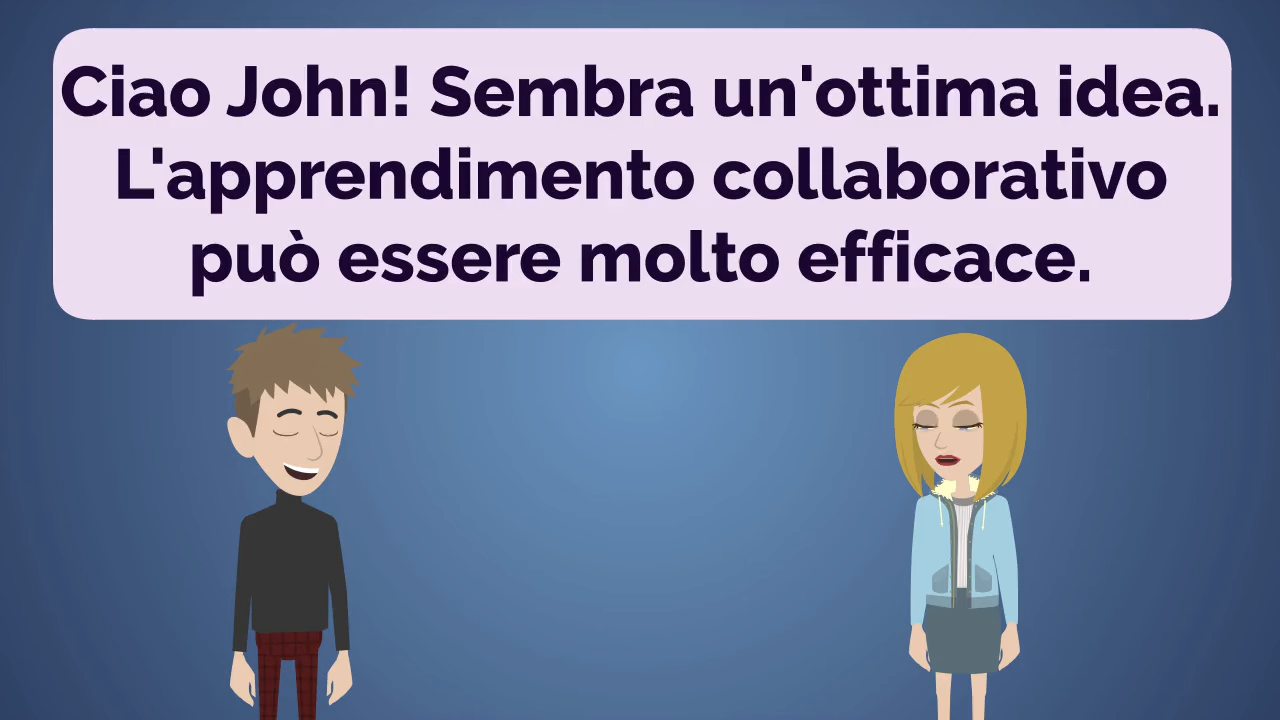 Ciao John! Sembra un'ottima idea.
L'apprendimento collaborativo
può essere molto efficace.